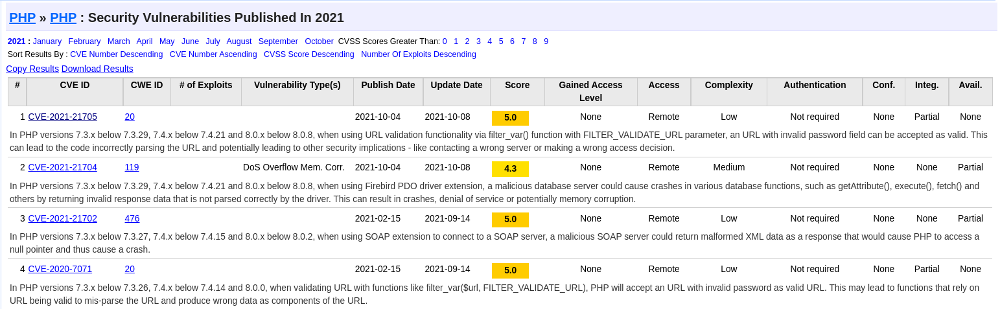 PHP » PHP : Security Vulnerabilities Published In 2021
2021 : January February March April May June July August September October CVSS Scores Greater Than: 0 1 2 3 4 5 6 7 8 9
Sort Results By : CVE Number Descending CVE Number Ascending CVSS Score Descending Number Of Exploits Descending
Copy Results Download Results
# CVE ID CWE ID # of Exploits Vulnerability Type(s) Publish Date Update Date Score Gained Access Access Complexity Authentication Conf. Integ. Avail.
Level
1 CVE-2021-21705 20 2021-10-04 2021-10-08 5.0 None Remote Low Not required None Partial None
In PHP versions 7.3.x below 7.3.29, 7.4.x below 7.4.21 and 8.0.x below 8.0.8, when using URL validation functionality via filter_var() function with FILTER_VALIDATE_URL parameter, an URL with invalid password field can be accepted as valid. This
can lead to the code incorrectly parsing the URL and potentially leading to other security implications - like contacting a wrong server or making a wrong access decision.
2 CVE-2021-21704 119 DoS Overflow Mem. Corr. 2021-10-04 2021-10-08 4.3 None Remote Medium Not required None None Partial
In PHP versions 7.3.x below 7.3.29, 7.4.x below 7.4.21 and 8.0.x below 8.0.8, when using Firebird PDO driver extension, a malicious database server could cause crashes in various database functions, such as getAttribute(), execute(), fetch() and
others by returning invalid response data that is not parsed correctly by the driver. This can result in crashes, denial of service or potentially memory corruption.
3 CVE-2021-21702 476 2021-02-15 2021-09-14 5.0 None Remote Low Not required None None Partial
In PHP versions 7.3.x below 7.3.27, 7.4.x below 7.4.15 and 8.0.x below 8.0.2, when using SOAP extension to connect to a SOAP server, a malicious SOAP server could return malformed XML data as a response that would cause PHP to access a
null pointer and thus cause a crash.
4 CVE-2020-7071 20 2021-02-15 2021-09-14 5.0 None Remote Low Not required None Partial None
In PHP versions 7.3.x below 7.3.26, 7.4.x below 7.4.14 and 8.0.0, when validating URL with functions like filter_var($url, FILTER_VALIDATE_URL), PHP will accept an URL with invalid password as valid URL. This may lead to functions that rely on
URL being valid to mis-parse the URL and produce wrong data as components of the URL.